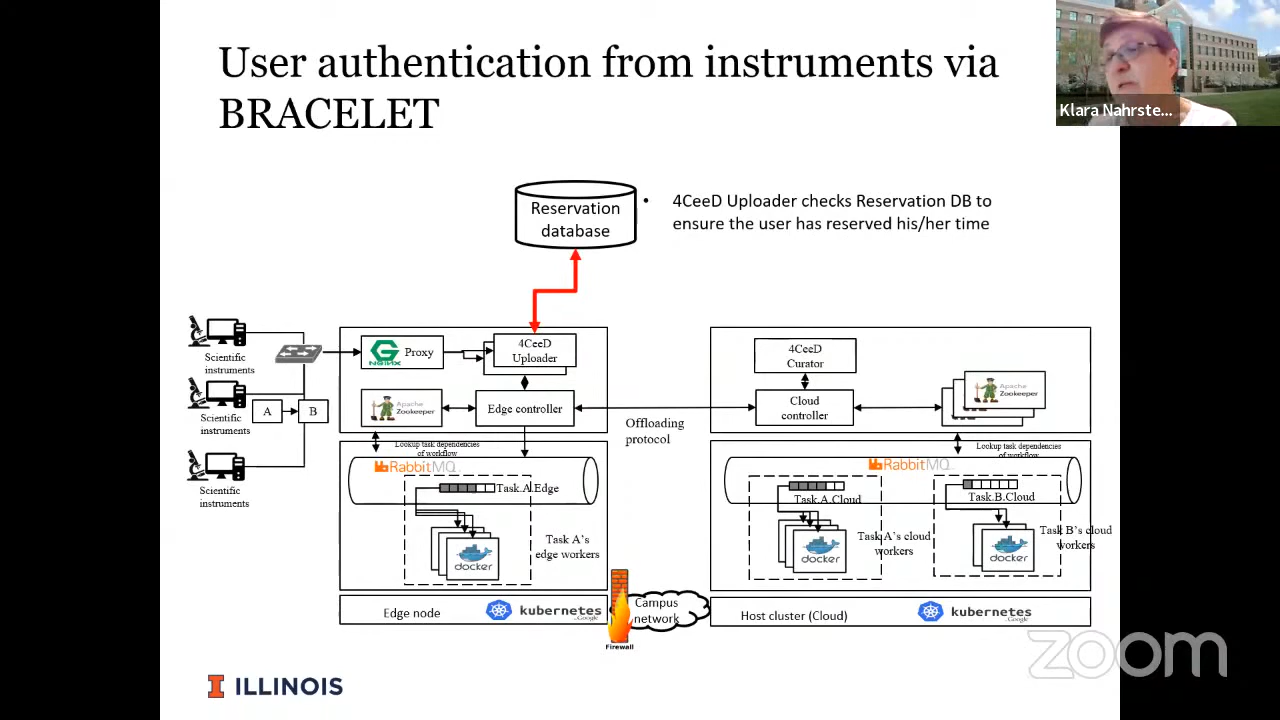 User authentication from instruments via
BRACELET
Klara Nahrste...
Reservation
database
• 4CeeD Uploader checks Reservation DB to
ensure the user has reserved his/her time
Scientific
instruments
Scientific
instruments
Scientific
instruments
A
B
NGINX
Proxy
4CeeD
Uploader
Apache
Zookeeper
Edge controller
Lookup task dependencies
of workflow
RabbitMQ
Task.A.Edge
docker
Task A's
edge workers
Edge node
kubernetes
Google
Offloading
protocol
Firewall
Campus
network
4CeeD
Curator
Cloud
controller
Apache
Zookeeper
Lookup task dependencies
of workflow
RabbitMQ
Task.A.Cloud
Task.B.Cloud
docker
Task A's cloud
workers
docker
Task B's cloud
workers
Host cluster (Cloud)
kubernetes
Google
zoom
I ILLINOIS